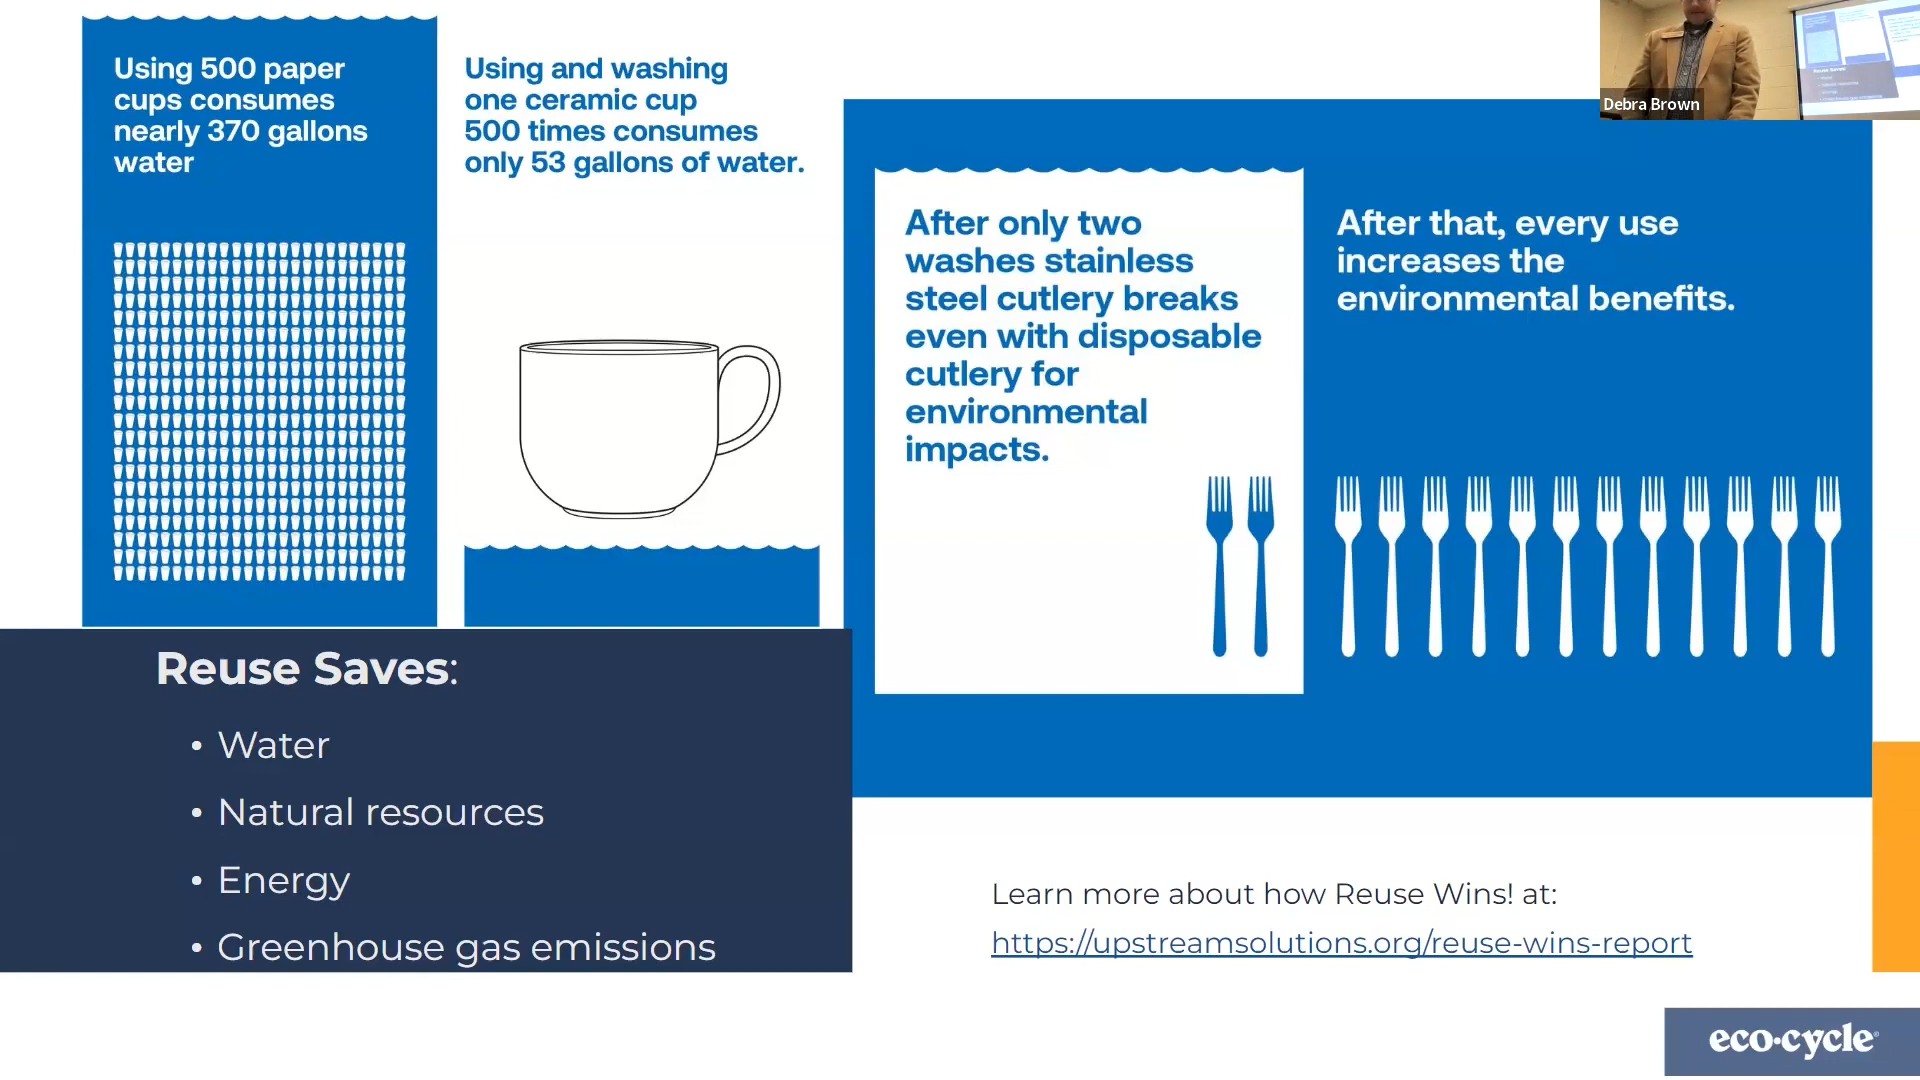 Using 500 paper
cups consumes
nearly 370 gallons
water
Using and washing
one ceramic cup
500 times consumes
only 53 gallons of water.
After only two
washes stainless
steel cutlery breaks
even with disposable
cutlery for
environmental
impacts.
After that, every use
increases the
environmental benefits.
Debra Brown
Reuse Saves:
• Water
• Natural resources
• Energy
• Greenhouse gas emissions
Learn more about how Reuse Wins! at:
https://upstreamsolutions.org/reuse-wins-report
eco·cycle®